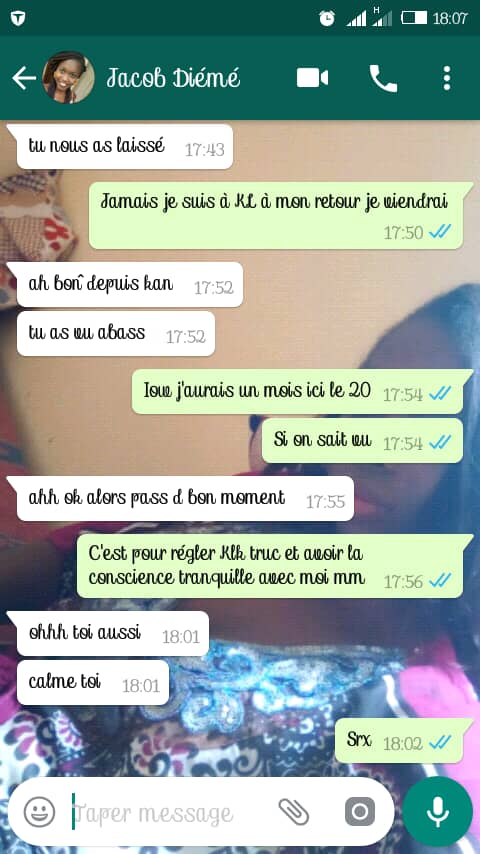 H
18:07
Jacob Diémé
tu nous as laissé 17:43
Jamais je suis à KL à mon retour je viendrai
17:50
ah bon^depuis kan 17:52
tu as vu abass 17:52
Iow j'aurais un mois ici le 20 17:54
Si on sait vu 17:54
ahh ok alors pass d bon moment 17:55
C'est pour régler Klk truc et avoir la
conscience tranquille avec moi mm 17:56
ohhh toi aussi 18:01
calme toi 18:01
Srx 18:02
Taper message